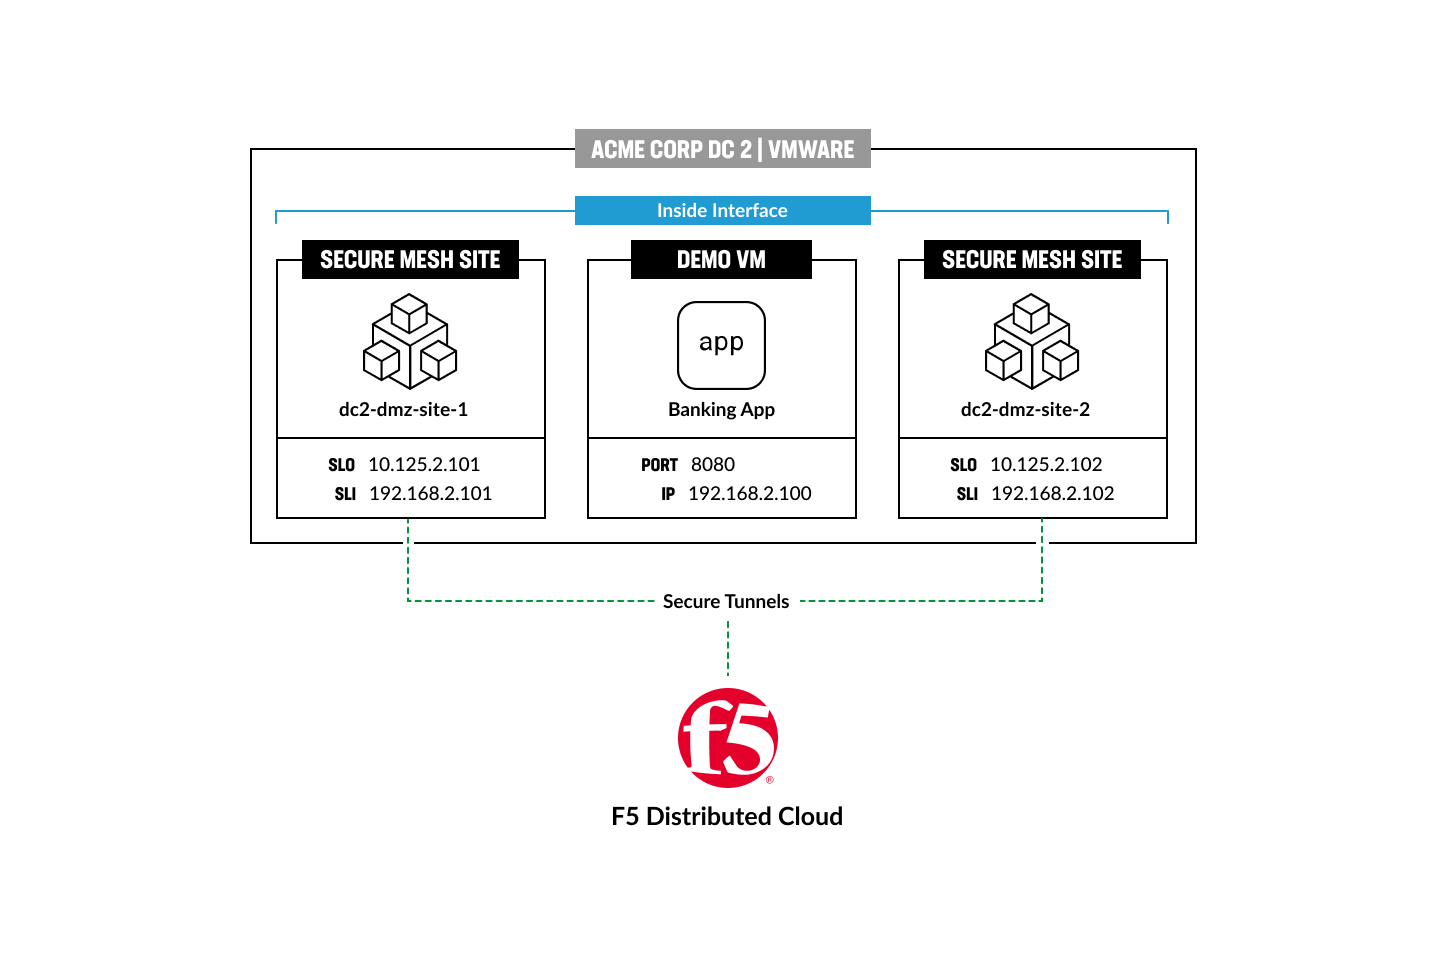 ACME CORP DC 2 | VMWARE
Inside Interface
SECURE MESH SITE
dc2-dmz-site-1
SLO 10.125.2.101
SLI 192.168.2.101
DEMO VM
app
Banking App
PORT 8080
IP 192.168.2.100
SECURE MESH SITE
dc2-dmz-site-2
SLO 10.125.2.102
SLI 192.168.2.102
Secure Tunnels
f5®
F5 Distributed Cloud